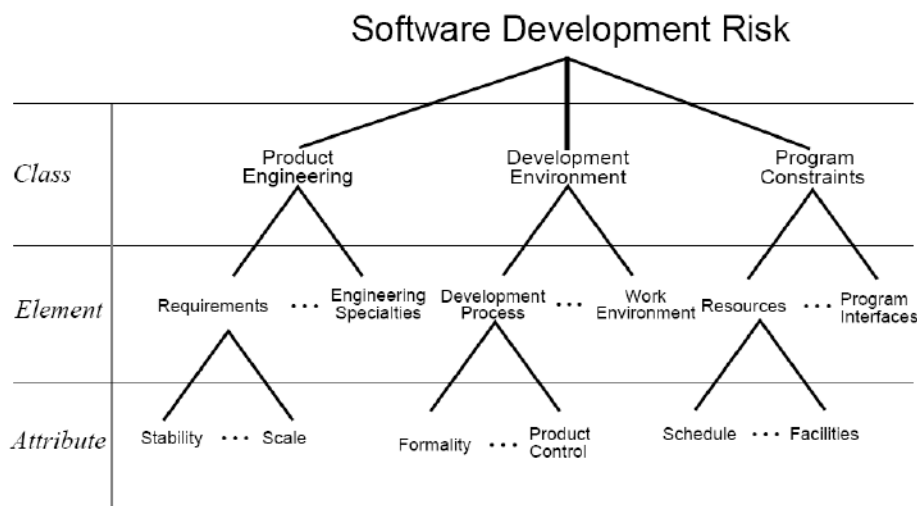 Software Development Risk
Class
Product
Engineering
Development
Environment
Program
Constraints
Element
Requirements
•••
Engineering
Specialties
Development
Process
•••
Work
Environment
Resources
•••
Program
Interfaces
Attribute
Stability
•••
Scale
Formality
•••
Product
Control
Schedule
•••
Facilities